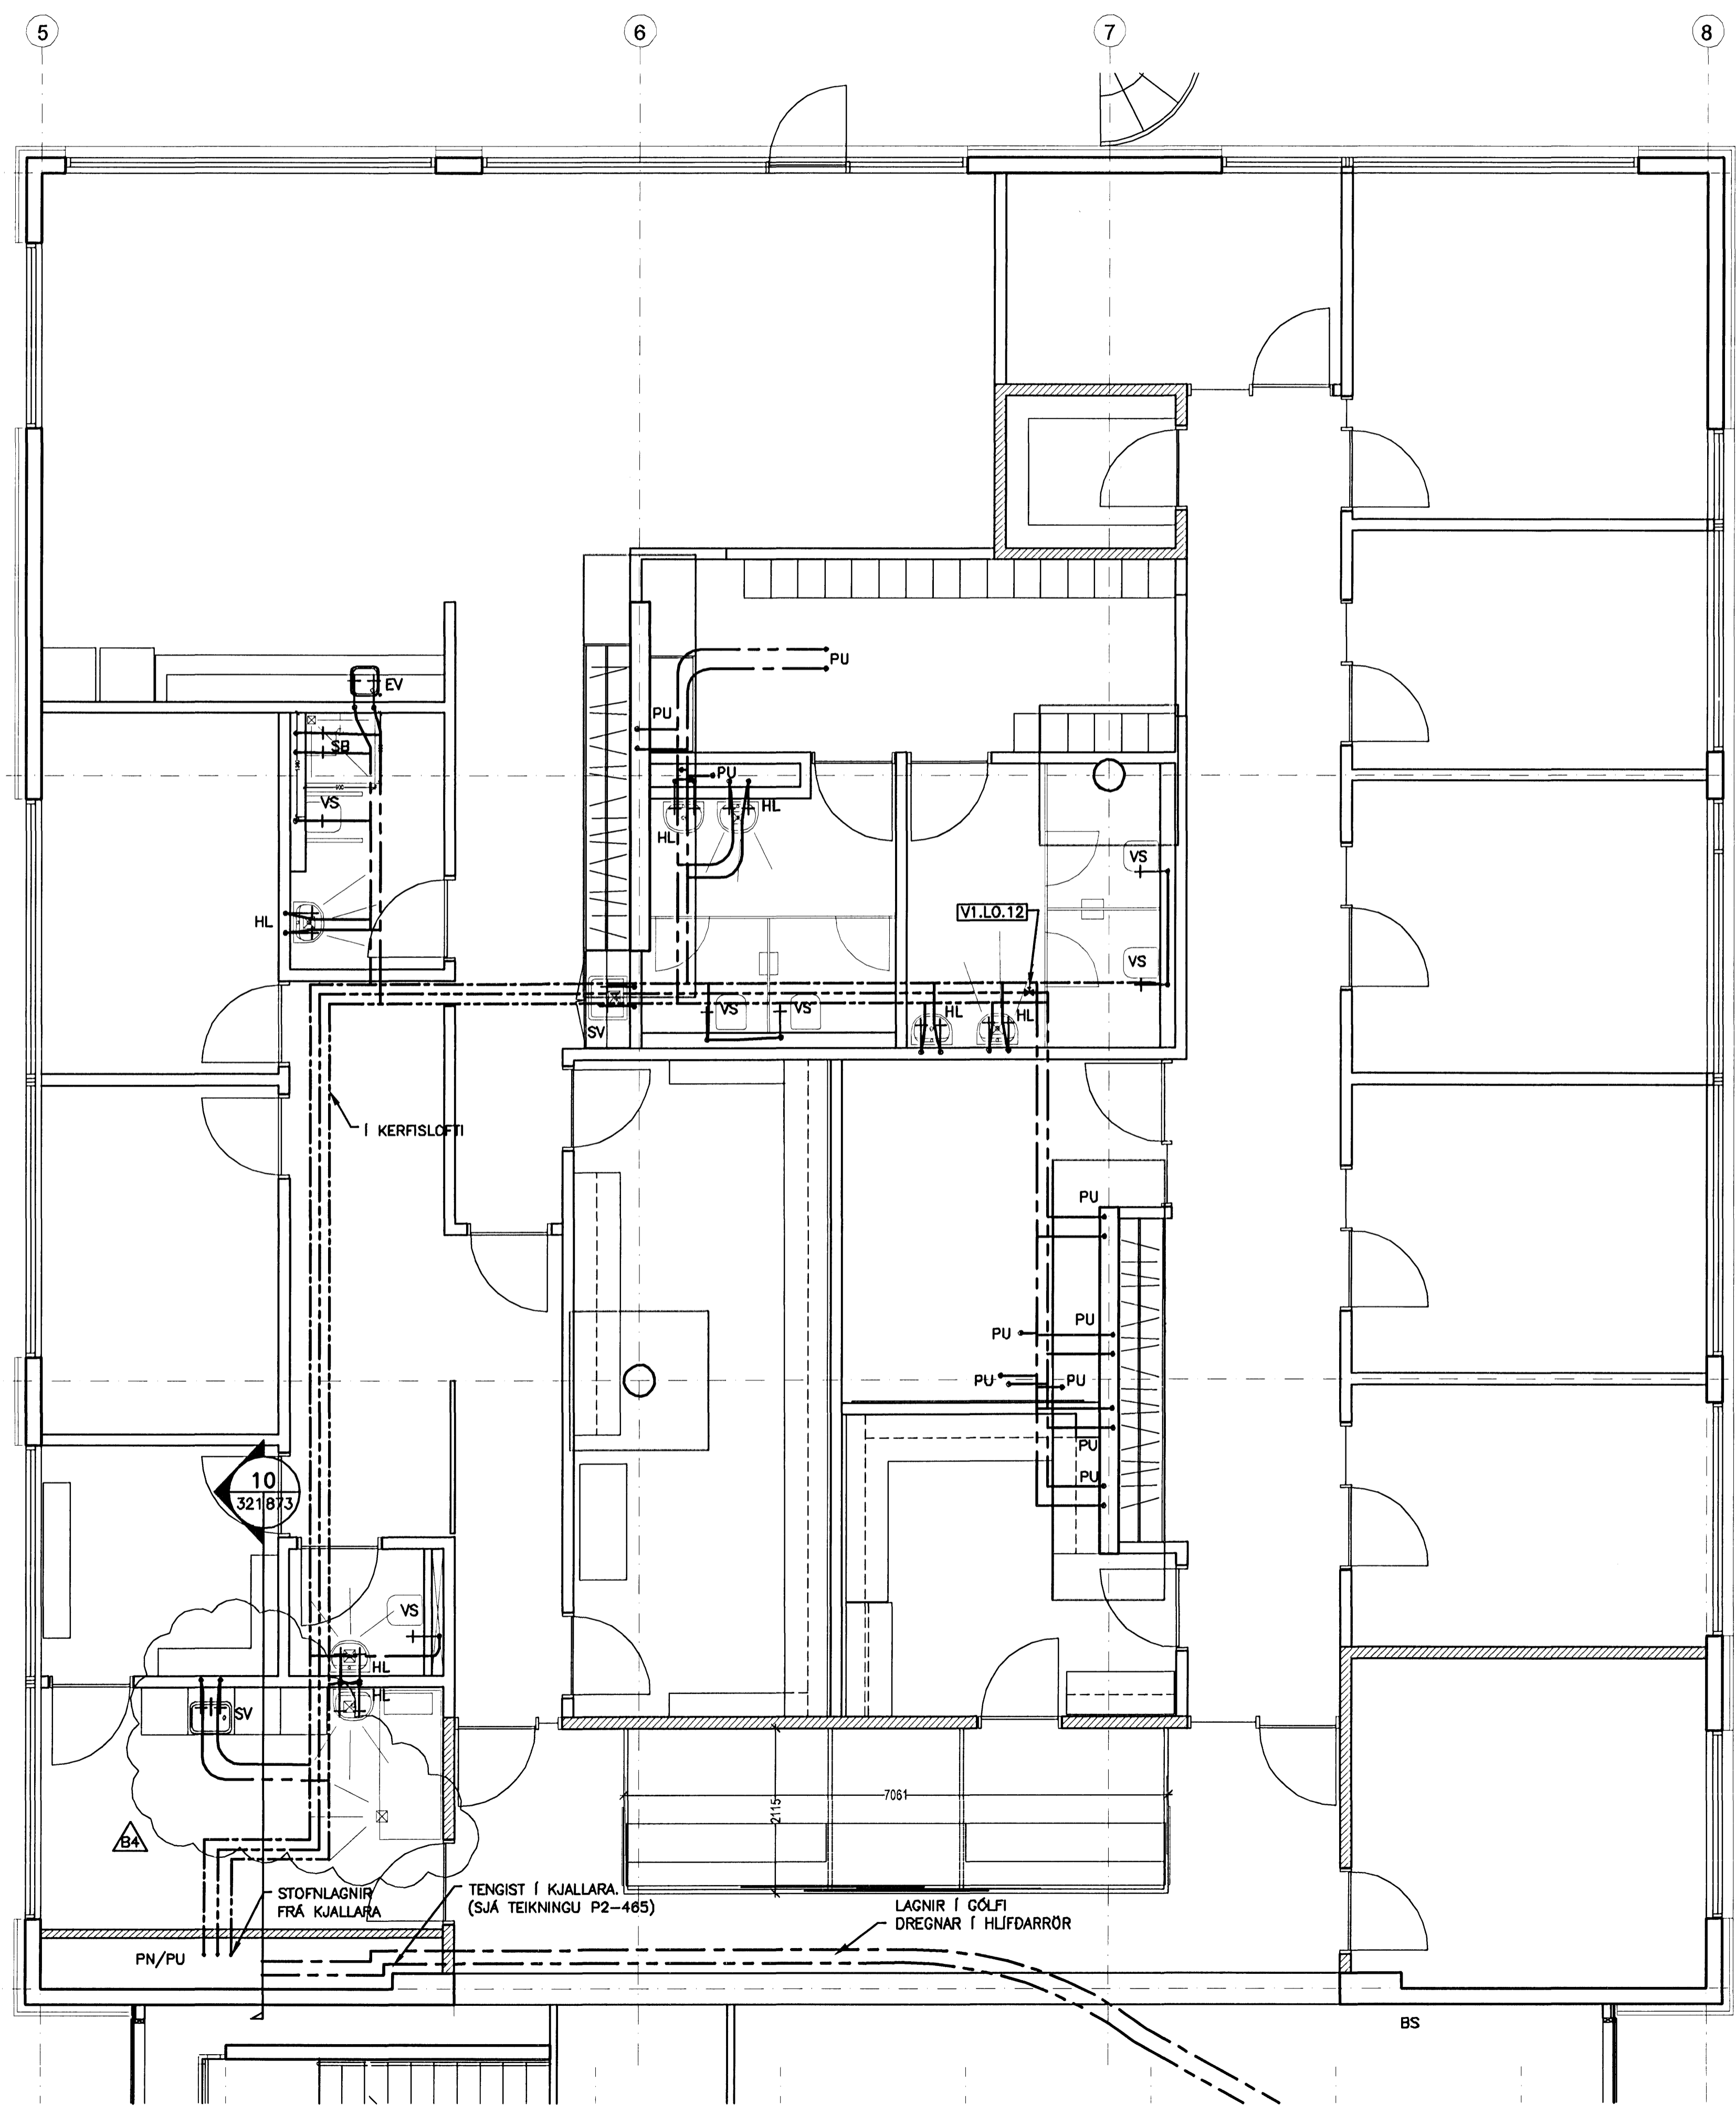 5
6
7
8
PU
EV
PU
SB
PU
VS
HL
HL
VS
V1.LO.12
HL
VS
VS
VS
HL
HL
SV
Í KERFISLOFTI
PU
PU
PU
PU
PU
PU
10
321873
PU
VS
HL
HL
SV
7061
2115
B4
STOFNLAGNIR
FRÁ KJALLARA
TENGIST Í KJALLARA.
(SJÁ TEIKNINGU P2-465)
LAGNIR Í GÓLFI
DREGNAR Í HLÍFÐARRÖR
PN/PU
BS